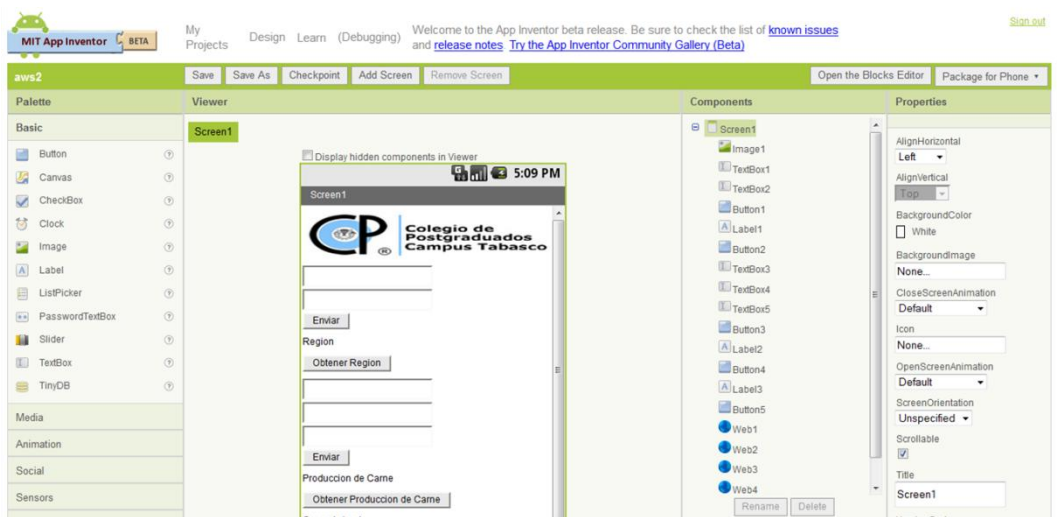 MIT App Inventor BETA
My Projects Design Learn (Debugging)
Welcome to the App Inventor beta release. Be sure to check the list of known issues
and release notes. Try the App Inventor Community Gallery (Beta)
Sign out
aws2
Save Save As Checkpoint Add Screen Remove Screen
Open the Blocks Editor Package for Phone
Palette
Basic
Button
Canvas
CheckBox
Clock
Image
Label
ListPicker
PasswordTextBox
Slider
TextBox
TinyDB
Media
Animation
Social
Sensors
Viewer
Screen1
Display hidden components in Viewer
5:09 PM
Screen1
CP ®
Colegio de
Postgraduados
Campus Tabasco
Enviar
Region
Obtener Region
Enviar
Produccion de Carne
Obtener Produccion de Carne
Components
Screen1
Image1
TextBox1
TextBox2
Button1
Label1
Button2
TextBox3
TextBox4
TextBox5
Button3
Label2
Button4
Label3
Button5
Web1
Web2
Web3
Web4
Rename Delete
Properties
AlignHorizontal
Left
AlignVertical
Top
BackgroundColor
White
BackgroundImage
None...
CloseScreenAnimation
Default
Icon
None...
OpenScreenAnimation
Default
ScreenOrientation
Unspecified
Scrollable
Title
Screen1